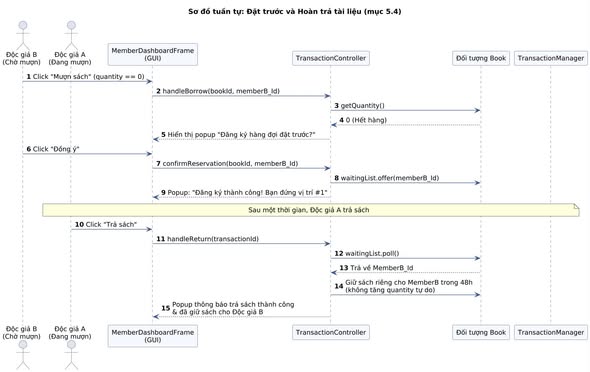 Sơ đồ tuần tự: Đặt trước và Hoàn trả tài liệu (mục 5.4)
Độc giả B
(Chờ mượn)
Độc giả A
(Đang mượn)
MemberDashboardFrame
(GUI)
TransactionController
Đối tượng Book
TransactionManager
1 Click "Mượn sách" (quantity == 0)
2 handleBorrow(bookId, memberB_Id)
3 getQuantity()
4 0 (Hết hàng)
5 Hiển thị popup "Đăng ký hàng đợi đặt trước?"
6 Click "Đồng ý"
7 confirmReservation(bookId, memberB_Id)
8 waitingList.offer(memberB_Id)
9 Popup: "Đăng ký thành công! Bạn đứng vị trí #1"
Sau một thời gian, Độc giả A trả sách
10 Click "Trả sách"
11 handleReturn(transactionId)
12 waitingList.poll()
13 Trả về MemberB_Id
14 Giữ sách riêng cho MemberB trong 48h
(không tăng quantity tự do)
15 Popup thông báo trả sách thành công
& đã giữ sách cho Độc giả B
Độc giả B
(Chờ mượn)
Độc giả A
(Đang mượn)
MemberDashboardFrame
(GUI)
TransactionController
Đối tượng Book
TransactionManager